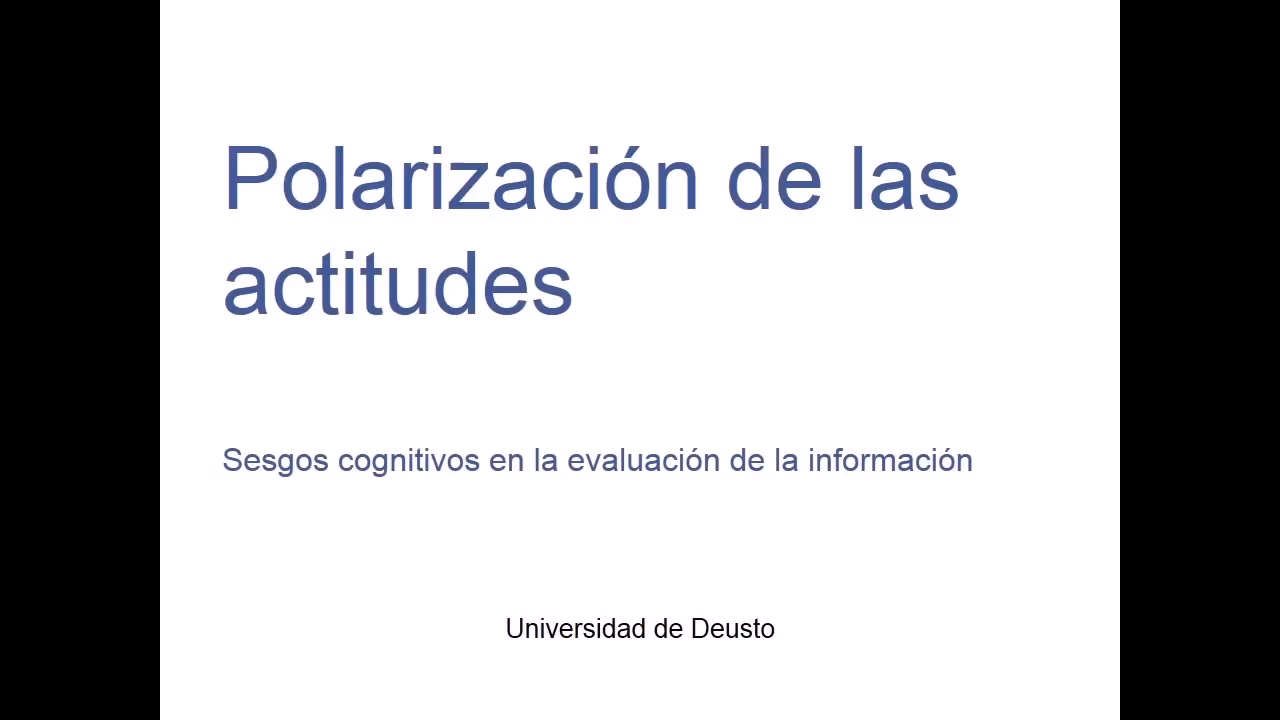 Polarización de las
actitudes
Sesgos cognitivos en la evaluación de la información
Universidad de Deusto